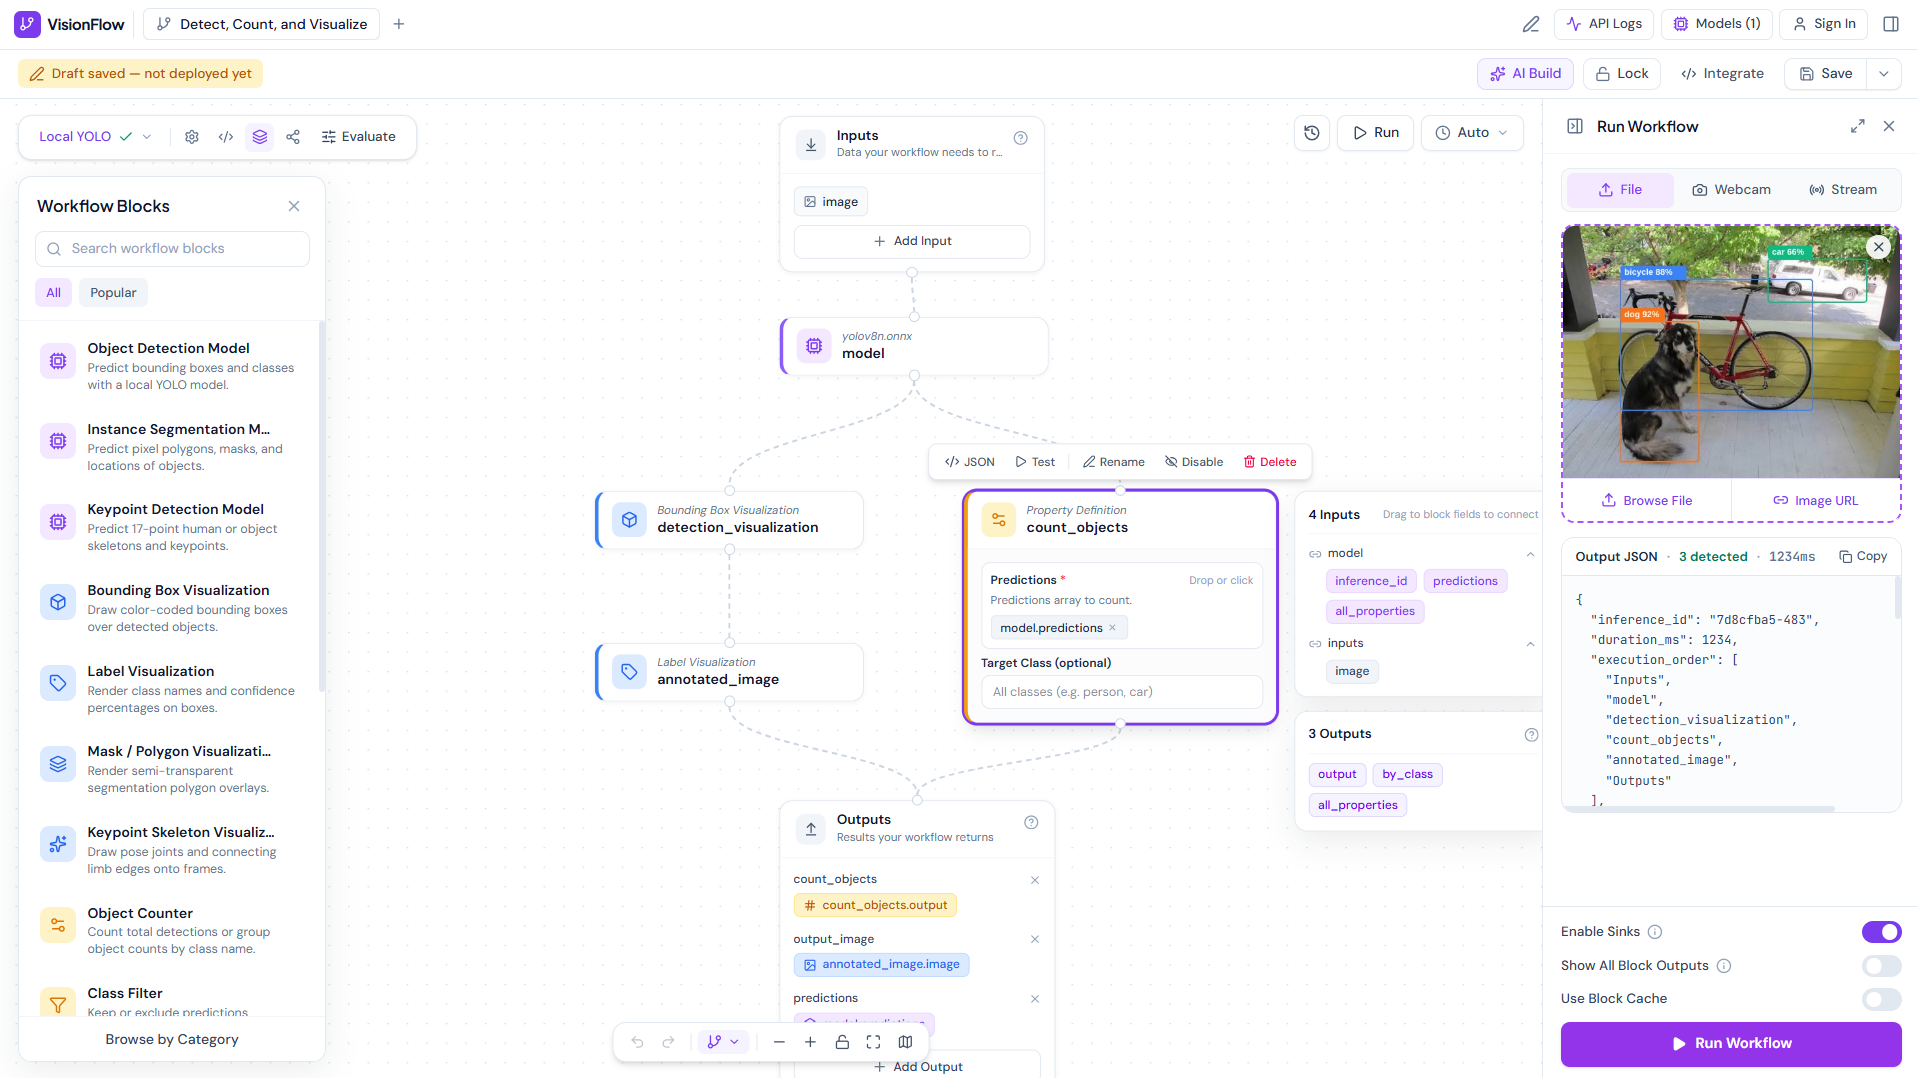 VisionFlow
Detect, Count, and Visualize
API Logs
Models (1)
Sign In
Draft saved — not deployed yet
AI Build
Lock
Integrate
Save
Local YOLO
Evaluate
Workflow Blocks
Search workflow blocks
All
Popular
Object Detection Model
Predict bounding boxes and classes
with a local YOLO model.
Instance Segmentation M...
Predict pixel polygons, masks, and
locations of objects.
Keypoint Detection Model
Predict 17-point human or object
skeletons and keypoints.
Bounding Box Visualization
Draw color-coded bounding boxes
over detected objects.
Label Visualization
Render class names and confidence
percentages on boxes.
Mask / Polygon Visualizati...
Render semi-transparent
segmentation polygon overlays.
Keypoint Skeleton Visualiz...
Draw pose joints and connecting
limb edges onto frames.
Object Counter
Count total detections or group
object counts by class name.
Class Filter
Keep or exclude predictions
Browse by Category
Inputs
Data your workflow needs to r...
image
Add Input
yolov8n.onnx
model
Bounding Box Visualization
detection_visualization
Label Visualization
annotated_image
JSON
Test
Rename
Disable
Delete
Property Definition
count_objects
Predictions *
Drop or click
Predictions array to count.
model.predictions
Target Class (optional)
All classes (e.g. person, car)
Outputs
Results your workflow returns
count_objects
count_objects.output
output_image
annotated_image.image
predictions
Add Output
Run
Auto
4 Inputs
Drag to block fields to connect
model
inference_id
predictions
all_properties
inputs
image
3 Outputs
output
by_class
all_properties
Run Workflow
File
Webcam
Stream
car 66%
bicycle 88%
dog 92%
Browse File
Image URL
Output JSON · 3 detected · 1234ms
Copy
{
"inference_id": "7d8cfba5-483",
"duration_ms": 1234,
"execution_order": [
"Inputs",
"model",
"detection_visualization",
"count_objects",
"annotated_image",
"Outputs"
],
Enable Sinks
Show All Block Outputs
Use Block Cache
Run Workflow